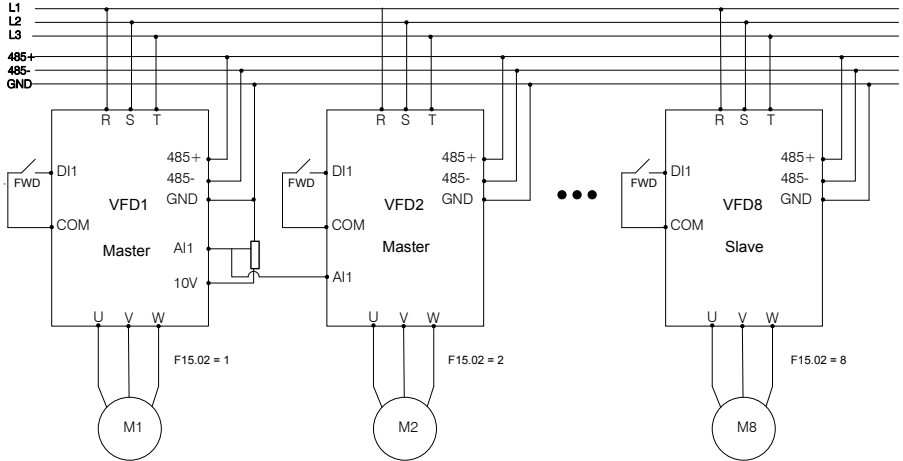 L1
L2
L3
485+
485-
GND
R S T
R S T
R S T
DI1
FWD
COM
485+
485-
GND
VFD1
Master
AI1
10V
U V W
F15.02 = 1
M1
DI1
FWD
COM
485+
485-
GND
VFD2
Master
AI1
U V W
F15.02 = 2
M2
DI1
FWD
COM
485+
485-
GND
VFD8
Slave
U V W
F15.02 = 8
M8